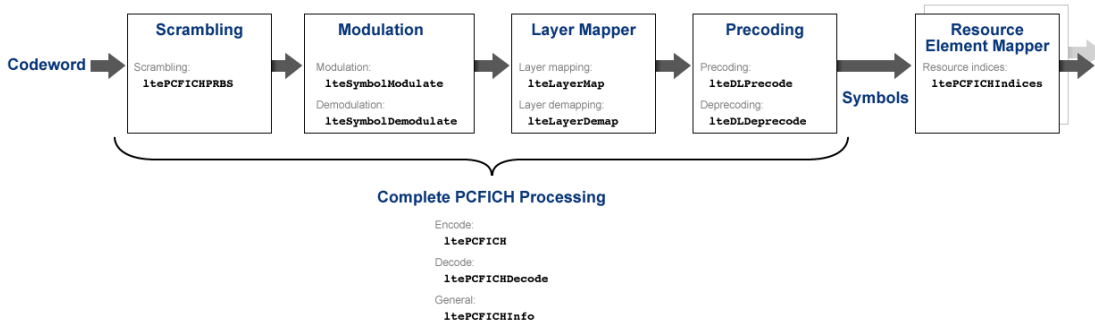 Codeword
Scrambling
Scrambling:
ltePCFICHPRBS
Modulation
Modulation:
lteSymbolModulate
Demodulation:
lteSymbolDemodulate
Layer Mapper
Layer mapping:
lteLayerMap
Layer demapping:
lteLayerDemap
Precoding
Precoding:
lteDLPrecode
Deprecoding:
lteDLDeprecode
Symbols
Resource
Element Mapper
Resource indices:
ltePCFICHIndices
Complete PCFICH Processing
Encode:
ltePCFICH
Decode:
ltePCFICHDecode
General:
ltePCFICHInfo